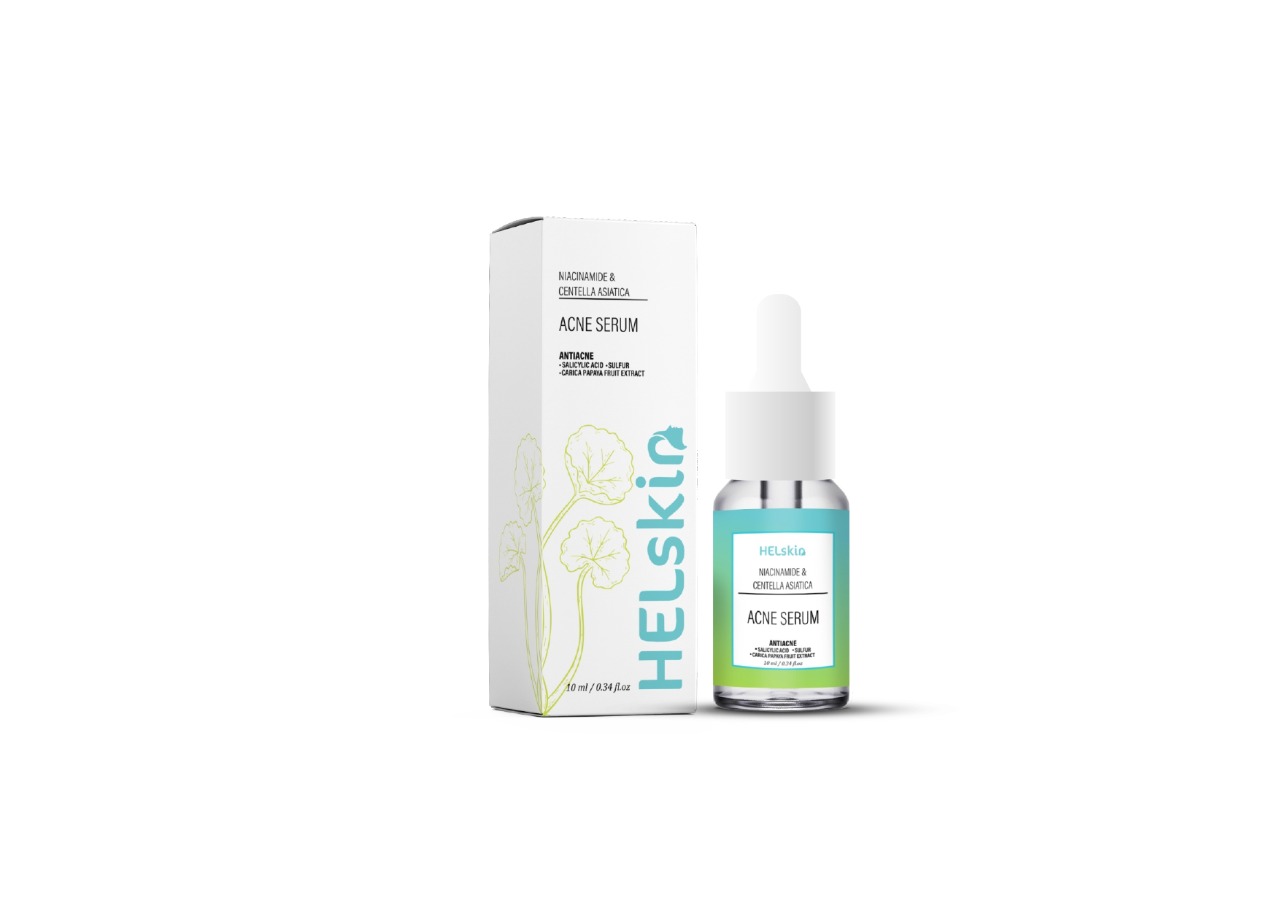 NIACINAMIDE &
CENTELLA ASIATICA
ACNE SERUM
ANTIACNE
• SALICYLIC ACID • SULFUR
• CARICA PAPAYA FRUIT EXTRACT
HELskin
10 ml / 0.34 fl.oz
HELskin
NIACINAMIDE &
CENTELLA ASIATICA
ACNE SERUM
ANTIACNE
• SALICYLIC ACID • SULFUR
• CARICA PAPAYA FRUIT EXTRACT
10 ml / 0.34 fl.oz